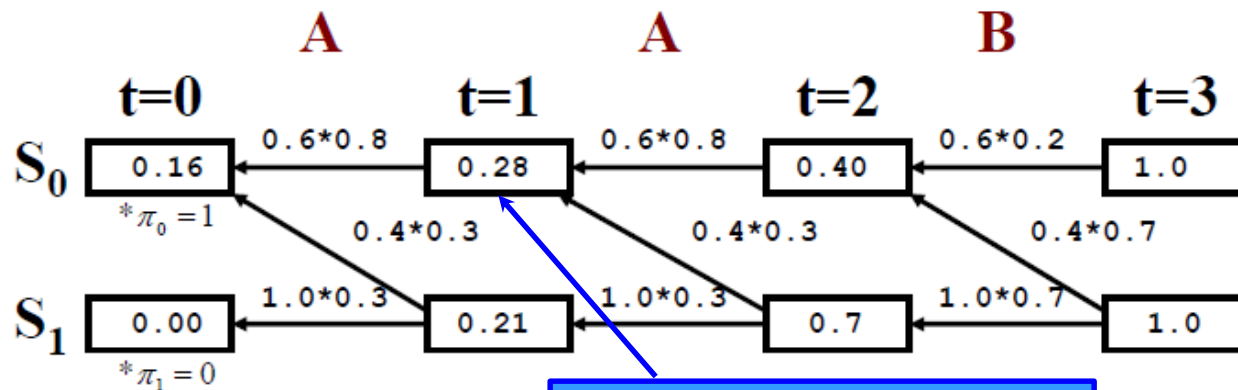 A A B
t=0 t=1 t=2 t=3
0.6*0.8 0.6*0.8 0.6*0.2
S₀ 0.16 0.28 0.40 1.0
*π₀ = 1
0.4*0.3 0.4*0.3 0.4*0.7
1.0*0.3 1.0*0.3 1.0*0.7
S₁ 0.00 0.21 0.7 1.0
*π₁ = 0